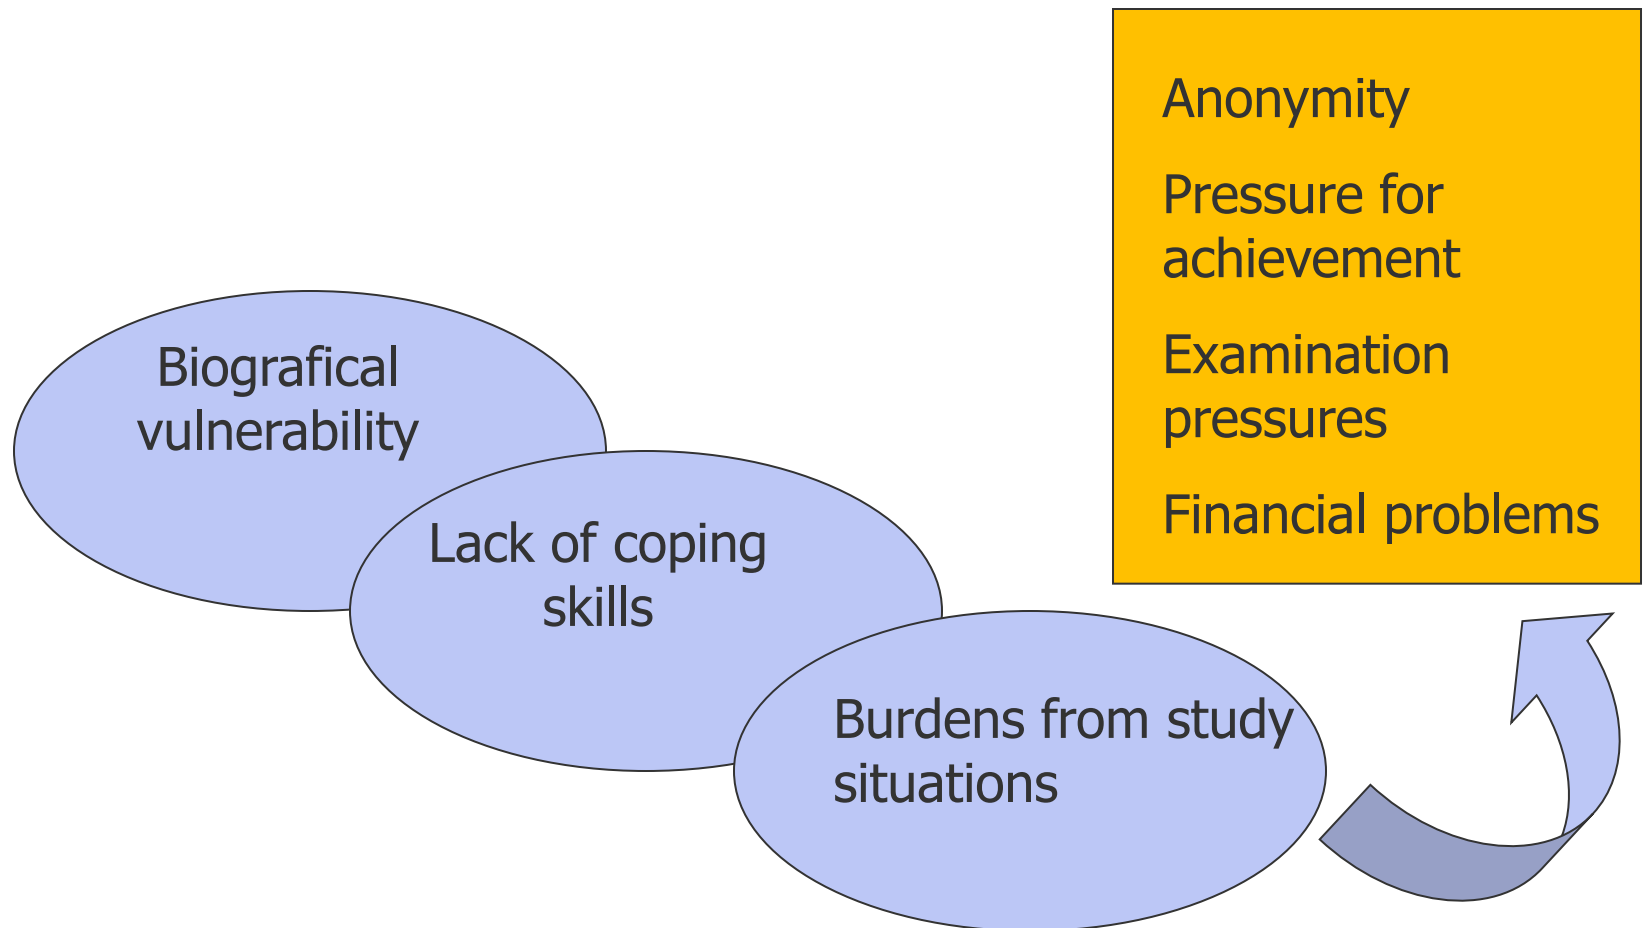 Biografical
vulnerability
Lack of coping
skills
Burdens from study
situations
Anonymity
Pressure for
achievement
Examination
pressures
Financial problems